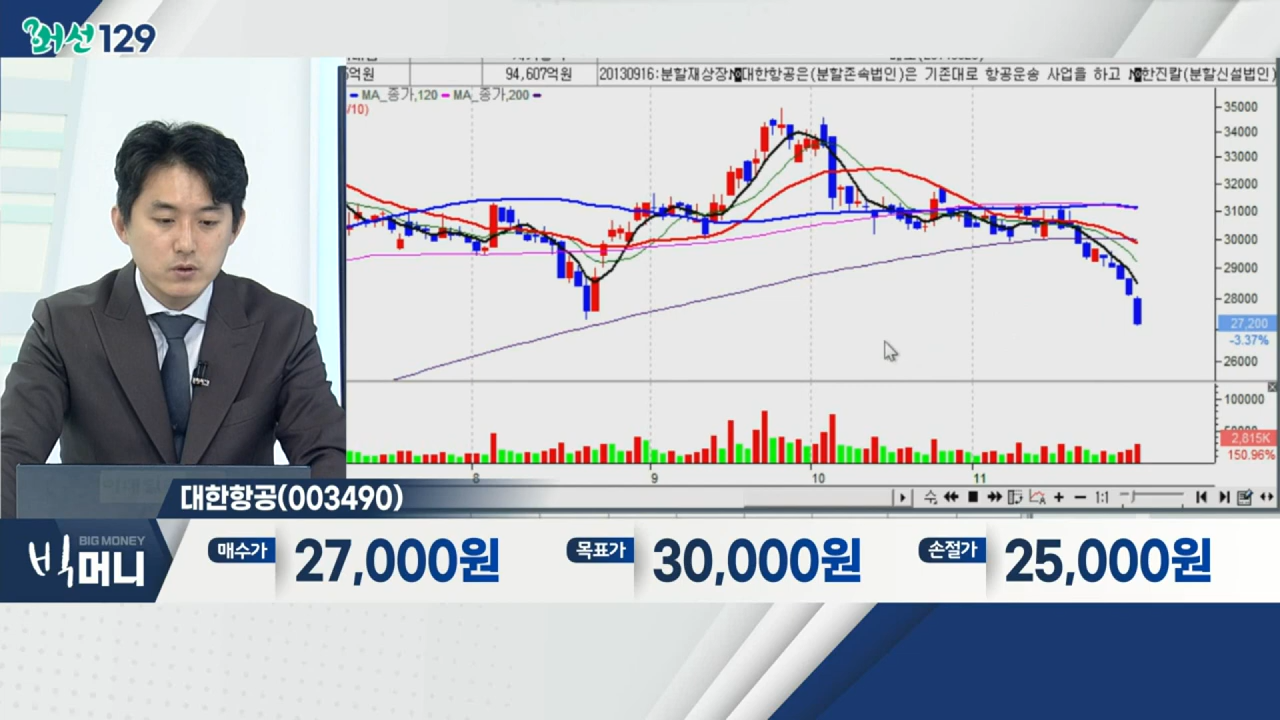 머선129
94,607억원
20130916:분할재상장 대한항공은(분할존속법인)은 기존대로 항공운송 사업을 하고 한진칼(분할신설법인)
MA_종가,120 MA_종가,200
/10)
35000
34000
33000
32000
31000
30000
29000
28000
27,200
-3.37%
26000
100000
2,815K
150.96%
8 9 10 11
1:1
대한항공(003490)
BIG MONEY
빅머니
매수가 27,000원 목표가 30,000원 손절가 25,000원